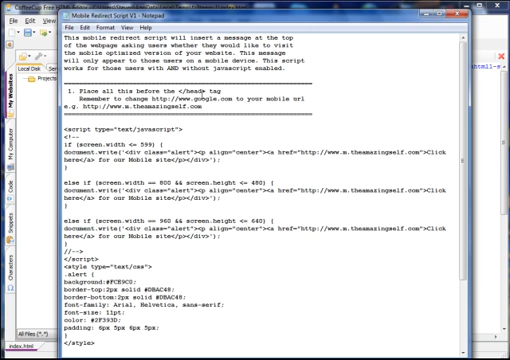 CoffeeCup Free HTML Editor
Mobile Redirect Script V1 - Notepad
File Edit
File Edit Format View Help
Local Disk
Projects
My Websites
My Computer
Code
Snippets
Characters
This mobile redirect script will insert a message at the top
of the webpage asking users whether they would like to visit
the mobile optimized version of your website. This message
will only appear to those users on a mobile device. This script
works for those users with AND without javascript enabled.
1. Place all this before the </head> tag
Remember to change http://www.google.com to your mobile url
e.g. http://www.m.theamazingself.com
<script type="text/javascript">
<!--
if (screen.width <= 599) {
document.write('<div class="alert"><p align="center"><a href="http://www.m.theamazingself.com">Click
here</a> for our Mobile site</p></div>');
}
else if (screen.width == 600 && screen.height <= 480) {
document.write('<div class="alert"><p align="center"><a href="http://www.m.theamazingself.com">Click
here</a> for our Mobile site</p></div>');
}
else if (screen.width == 960 && screen.height <= 640) {
document.write('<div class="alert"><p align="center"><a href="http://www.m.theamazingself.com">Click
here</a> for our Mobile site</p></div>');
}
//-->
</script>
<style type="text/css">
.alert {
border-top:2px solid #DBAC48;
border-bottom:2px solid #DBAC48;
font-family: Arial, Helvetica, sans-serif;
font-size: 11pt;
color: #2F393D;
padding: 6px 5px 6px 5px;
}
</style>
All Files (*.*)
index.html